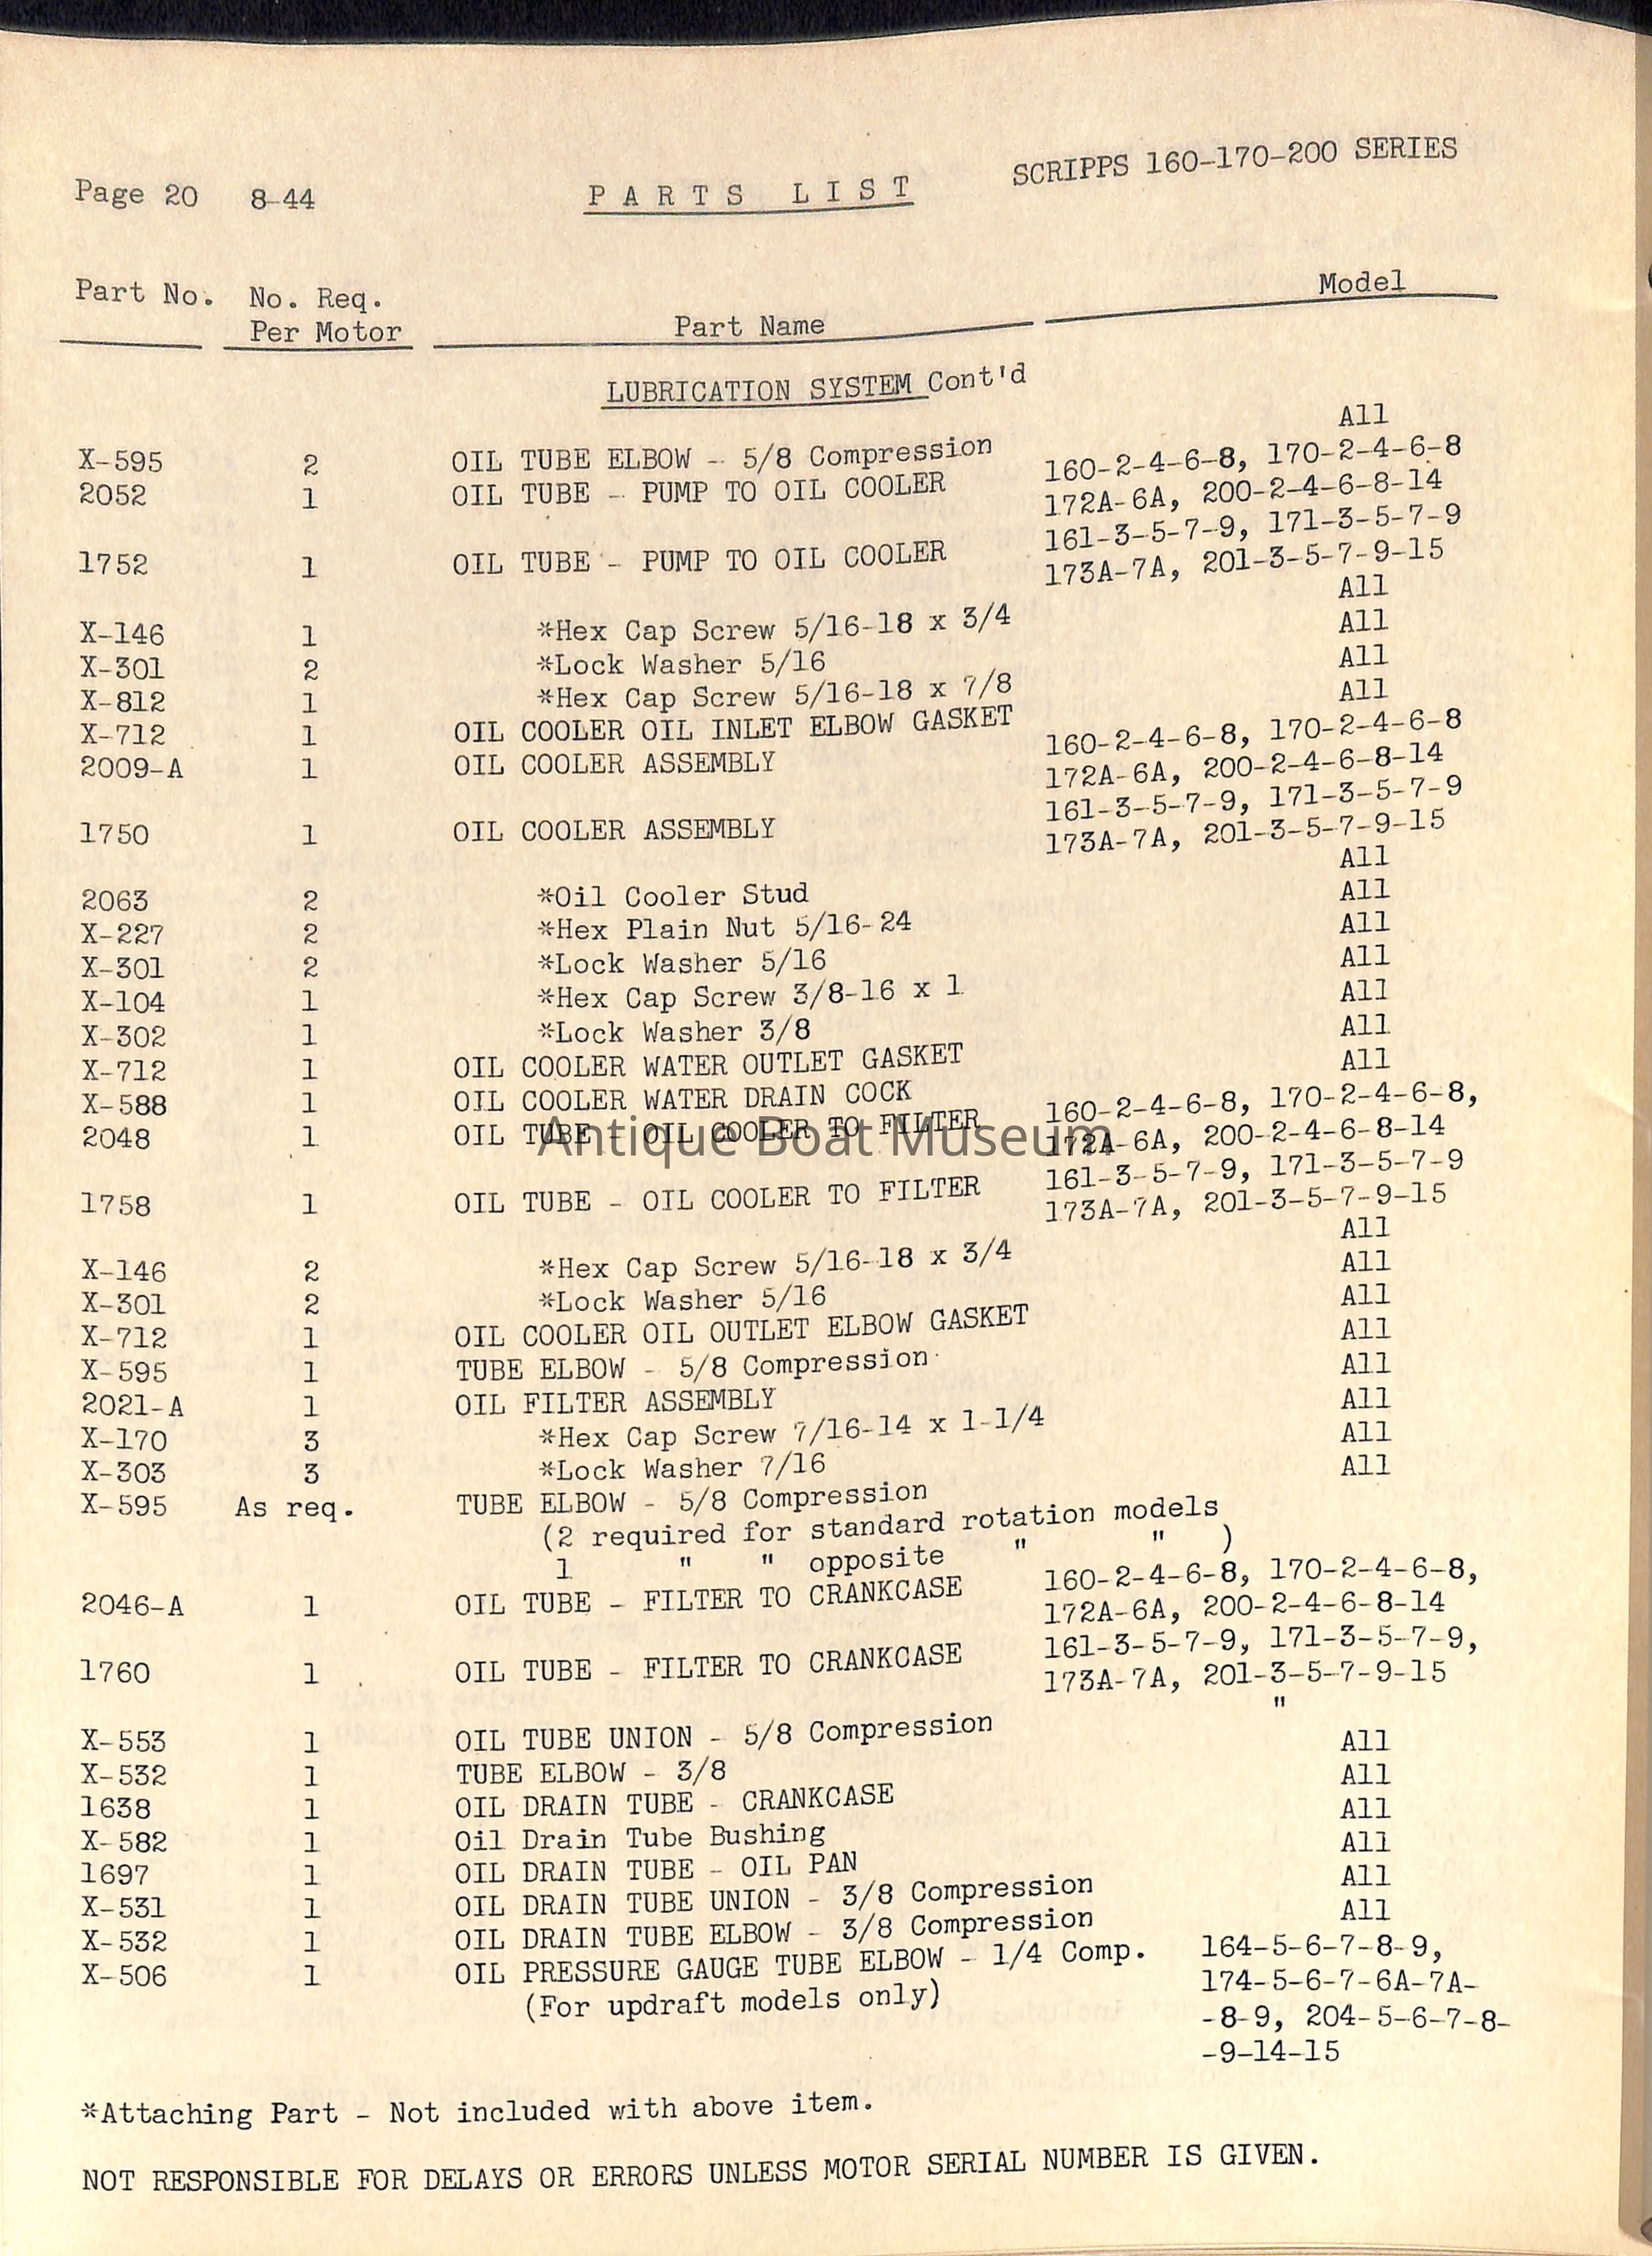 Page 20 8-44 PARTS LIST SCRIPPS 160-170-200 SERIES
Part No. No. Req. Per Motor Part Name Model
LUBRICATION SYSTEM Cont'd
X-595 2 OIL TUBE ELBOW - 5/8 Compression All
2052 1 OIL TUBE - PUMP TO OIL COOLER 160-2-4-6-8, 170-2-4-6-8
172A-6A, 200-2-4-6-8-14
1752 1 OIL TUBE - PUMP TO OIL COOLER 161-3-5-7-9, 171-3-5-7-9
173A-7A, 201-3-5-7-9-15
X-146 1 *Hex Cap Screw 5/16-18 x 3/4 All
X-301 2 *Lock Washer 5/16 All
X-812 1 *Hex Cap Screw 5/16-18 x 7/8 All
X-712 1 OIL COOLER OIL INLET ELBOW GASKET All
2009-A 1 OIL COOLER ASSEMBLY 160-2-4-6-8, 170-2-4-6-8
172A-6A, 200-2-4-6-8-14
1750 1 OIL COOLER ASSEMBLY 161-3-5-7-9, 171-3-5-7-9
173A-7A, 201-3-5-7-9-15
2063 2 *Oil Cooler Stud All
X-227 2 *Hex Plain Nut 5/16-24 All
X-301 2 *Lock Washer 5/16 All
X-104 1 *Hex Cap Screw 3/8-16 x 1 All
X-302 1 *Lock Washer 3/8 All
X-712 1 OIL COOLER WATER OUTLET GASKET All
X-588 1 OIL COOLER WATER DRAIN COCK All
2048 1 OIL TUBE - OIL COOLER TO FILTER 160-2-4-6-8, 170-2-4-6-8,
Antique Boat Museum
172A-6A, 200-2-4-6-8-14
1758 1 OIL TUBE - OIL COOLER TO FILTER 161-3-5-7-9, 171-3-5-7-9
173A-7A, 201-3-5-7-9-15
X-146 2 *Hex Cap Screw 5/16-18 x 3/4 All
X-301 2 *Lock Washer 5/16 All
X-712 1 OIL COOLER OIL OUTLET ELBOW GASKET All
X-595 1 TUBE ELBOW - 5/8 Compression All
2021-A 1 OIL FILTER ASSEMBLY All
X-170 3 *Hex Cap Screw 7/16-14 x 1-1/4 All
X-303 3 *Lock Washer 7/16 All
X-595 As req. TUBE ELBOW - 5/8 Compression All
(2 required for standard rotation models
1 " " opposite " " )
2046-A 1 OIL TUBE - FILTER TO CRANKCASE 160-2-4-6-8, 170-2-4-6-8,
172A-6A, 200-2-4-6-8-14
1760 1 OIL TUBE - FILTER TO CRANKCASE 161-3-5-7-9, 171-3-5-7-9,
173A-7A, 201-3-5-7-9-15
X-553 1 OIL TUBE UNION - 5/8 Compression "
X-532 1 TUBE ELBOW - 3/8 All
1638 1 OIL DRAIN TUBE - CRANKCASE All
X-582 1 Oil Drain Tube Bushing All
1697 1 OIL DRAIN TUBE - OIL PAN All
X-531 1 OIL DRAIN TUBE UNION - 3/8 Compression All
X-532 1 OIL DRAIN TUBE ELBOW - 3/8 Compression All
X-506 1 OIL PRESSURE GAUGE TUBE ELBOW - 1/4 Comp. 164-5-6-7-8-9,
(For updraft models only) 174-5-6-7-6A-7A-
-8-9, 204-5-6-7-8-
-9-14-15
*Attaching Part - Not included with above item.
NOT RESPONSIBLE FOR DELAYS OR ERRORS UNLESS MOTOR SERIAL NUMBER IS GIVEN.